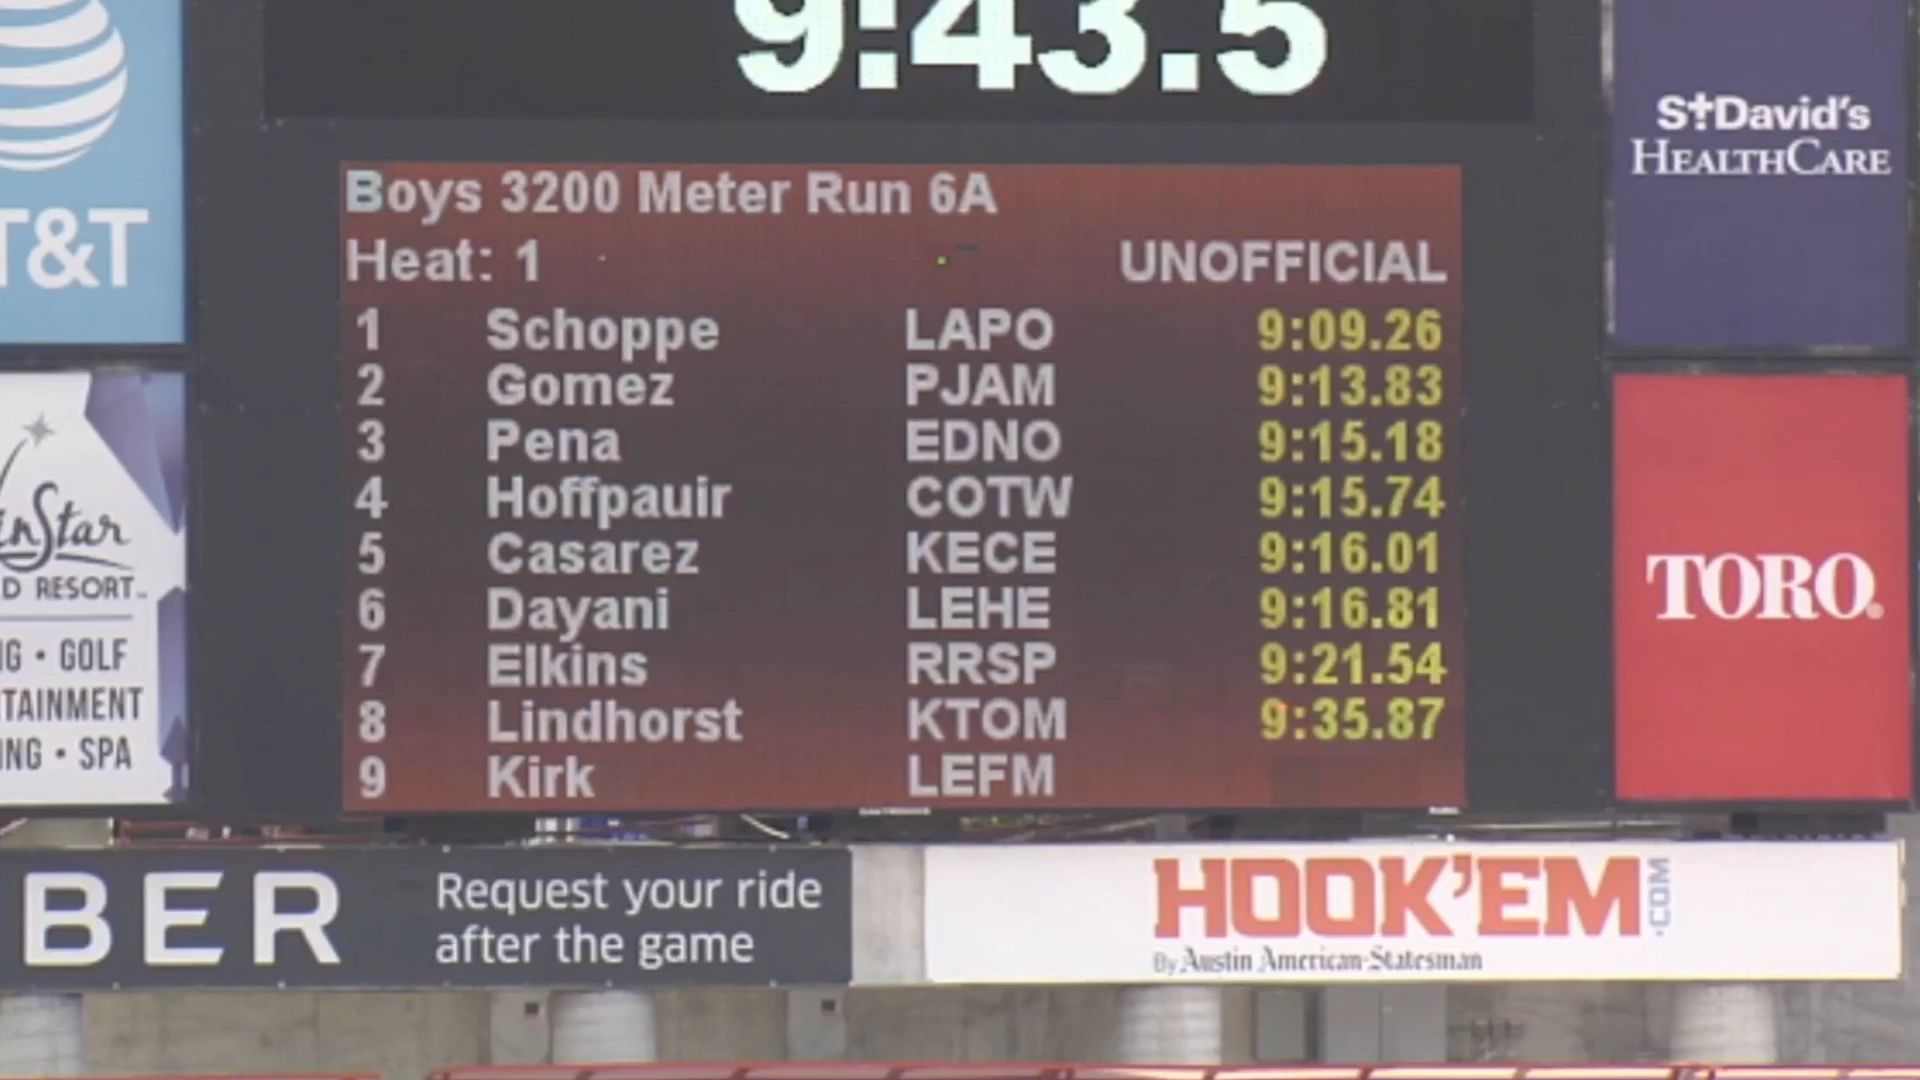 9:43.5
T&T
St David's
HEALTHCARE
Boys 3200 Meter Run 6A
Heat: 1 UNOFFICIAL
1 Schoppe LAPO 9:09.26
2 Gomez PJAM 9:13.83
3 Pena EDNO 9:15.18
4 Hoffpauir COTW 9:15.74
5 Casarez KECE 9:16.01
6 Dayani LEHE 9:16.81
7 Elkins RRSP 9:21.54
8 Lindhorst KTOM 9:35.87
9 Kirk LEFM
inStar
D RESORT
G • GOLF
TAINMENT
ING • SPA
TORO
BER
Request your ride
after the game
HOOK'EM .COM
By Austin American-Statesman